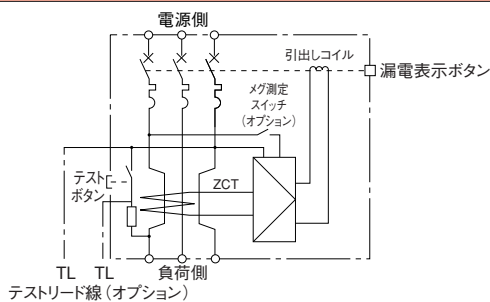 電源側
引出しコイル
漏電表示ボタン
メグ測定
スイッチ
(オプション)
テスト
ボタン
ZCT
TL TL 負荷側
テストリード線(オプション)